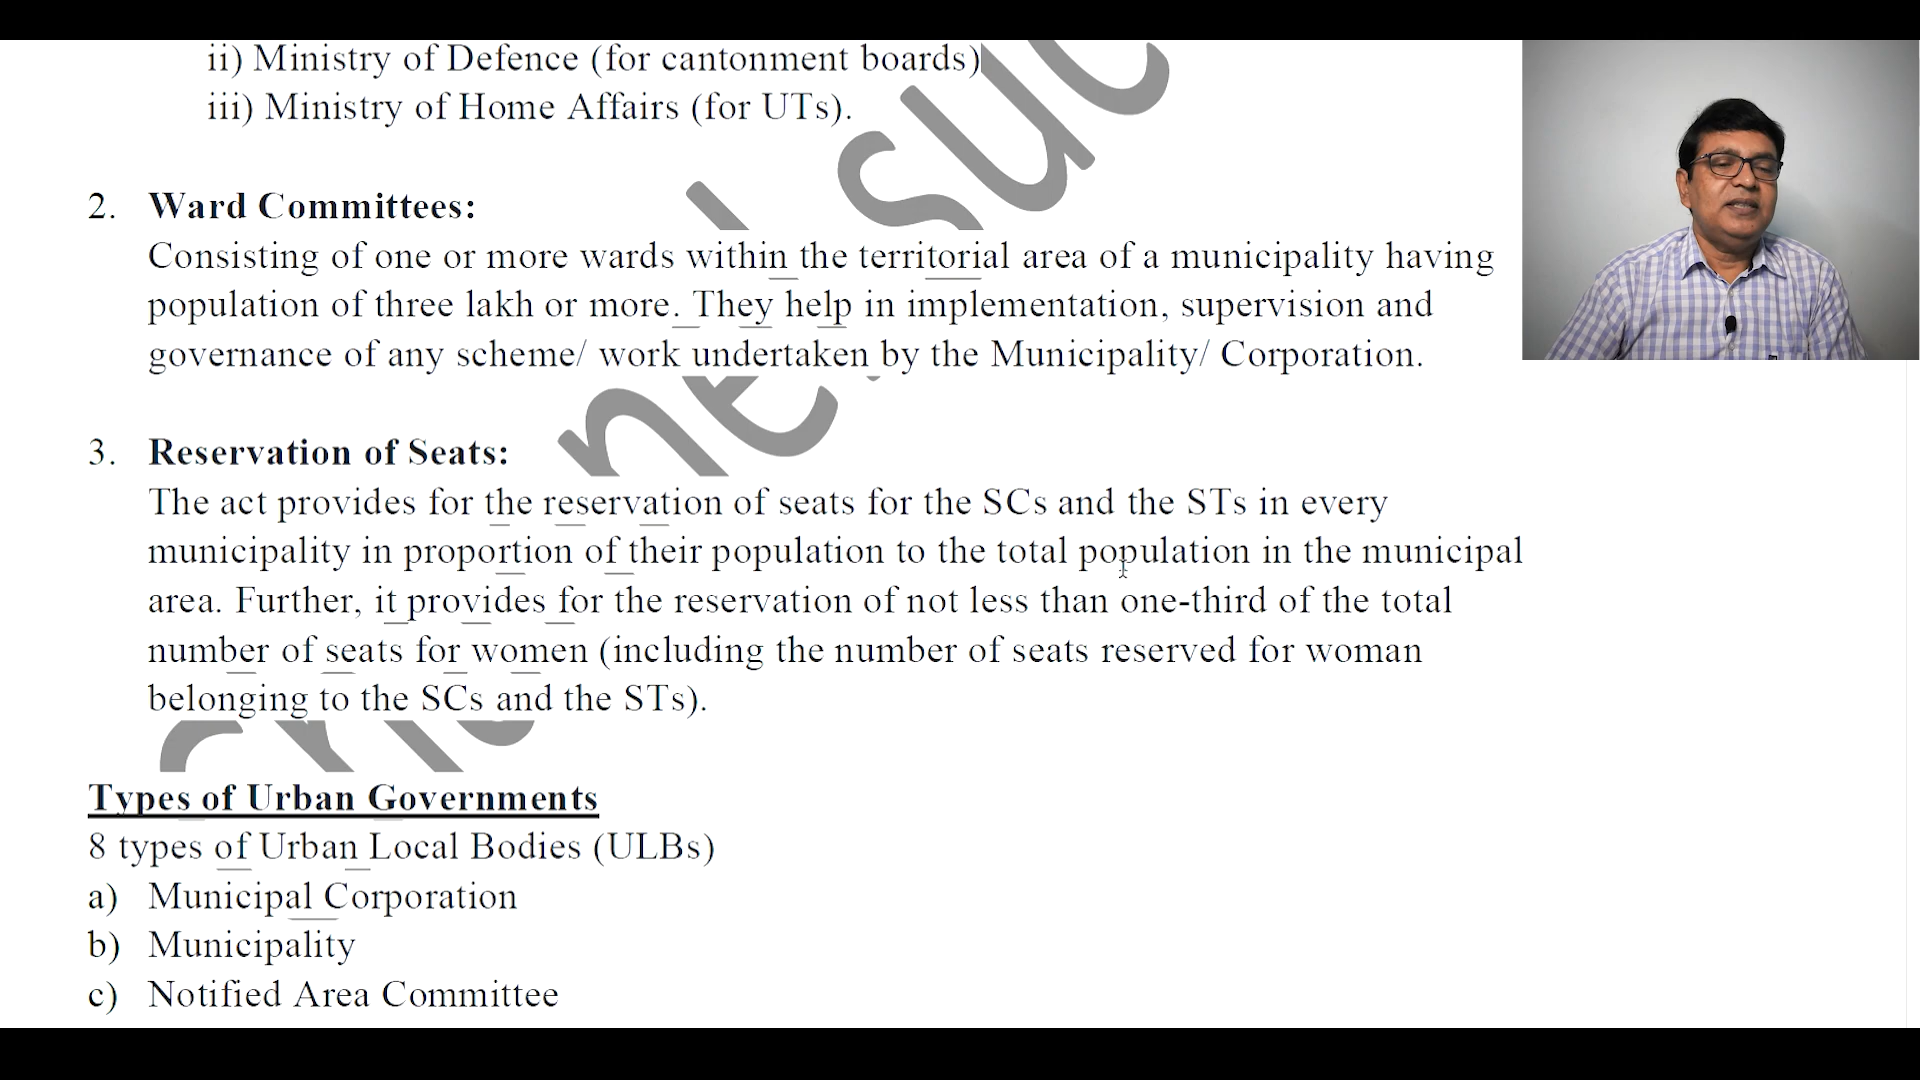 ii) Ministry of Defence (for cantonment boards)
iii) Ministry of Home Affairs (for UTs).
2. Ward Committees:
Consisting of one or more wards within the territorial area of a municipality having
population of three lakh or more. They help in implementation, supervision and
governance of any scheme/ work undertaken by the Municipality/ Corporation.
3. Reservation of Seats:
The act provides for the reservation of seats for the SCs and the STs in every
municipality in proportion of their population to the total population in the municipal
area. Further, it provides for the reservation of not less than one-third of the total
number of seats for women (including the number of seats reserved for woman
belonging to the SCs and the STs).
Types of Urban Governments
8 types of Urban Local Bodies (ULBs)
a) Municipal Corporation
b) Municipality
c) Notified Area Committee